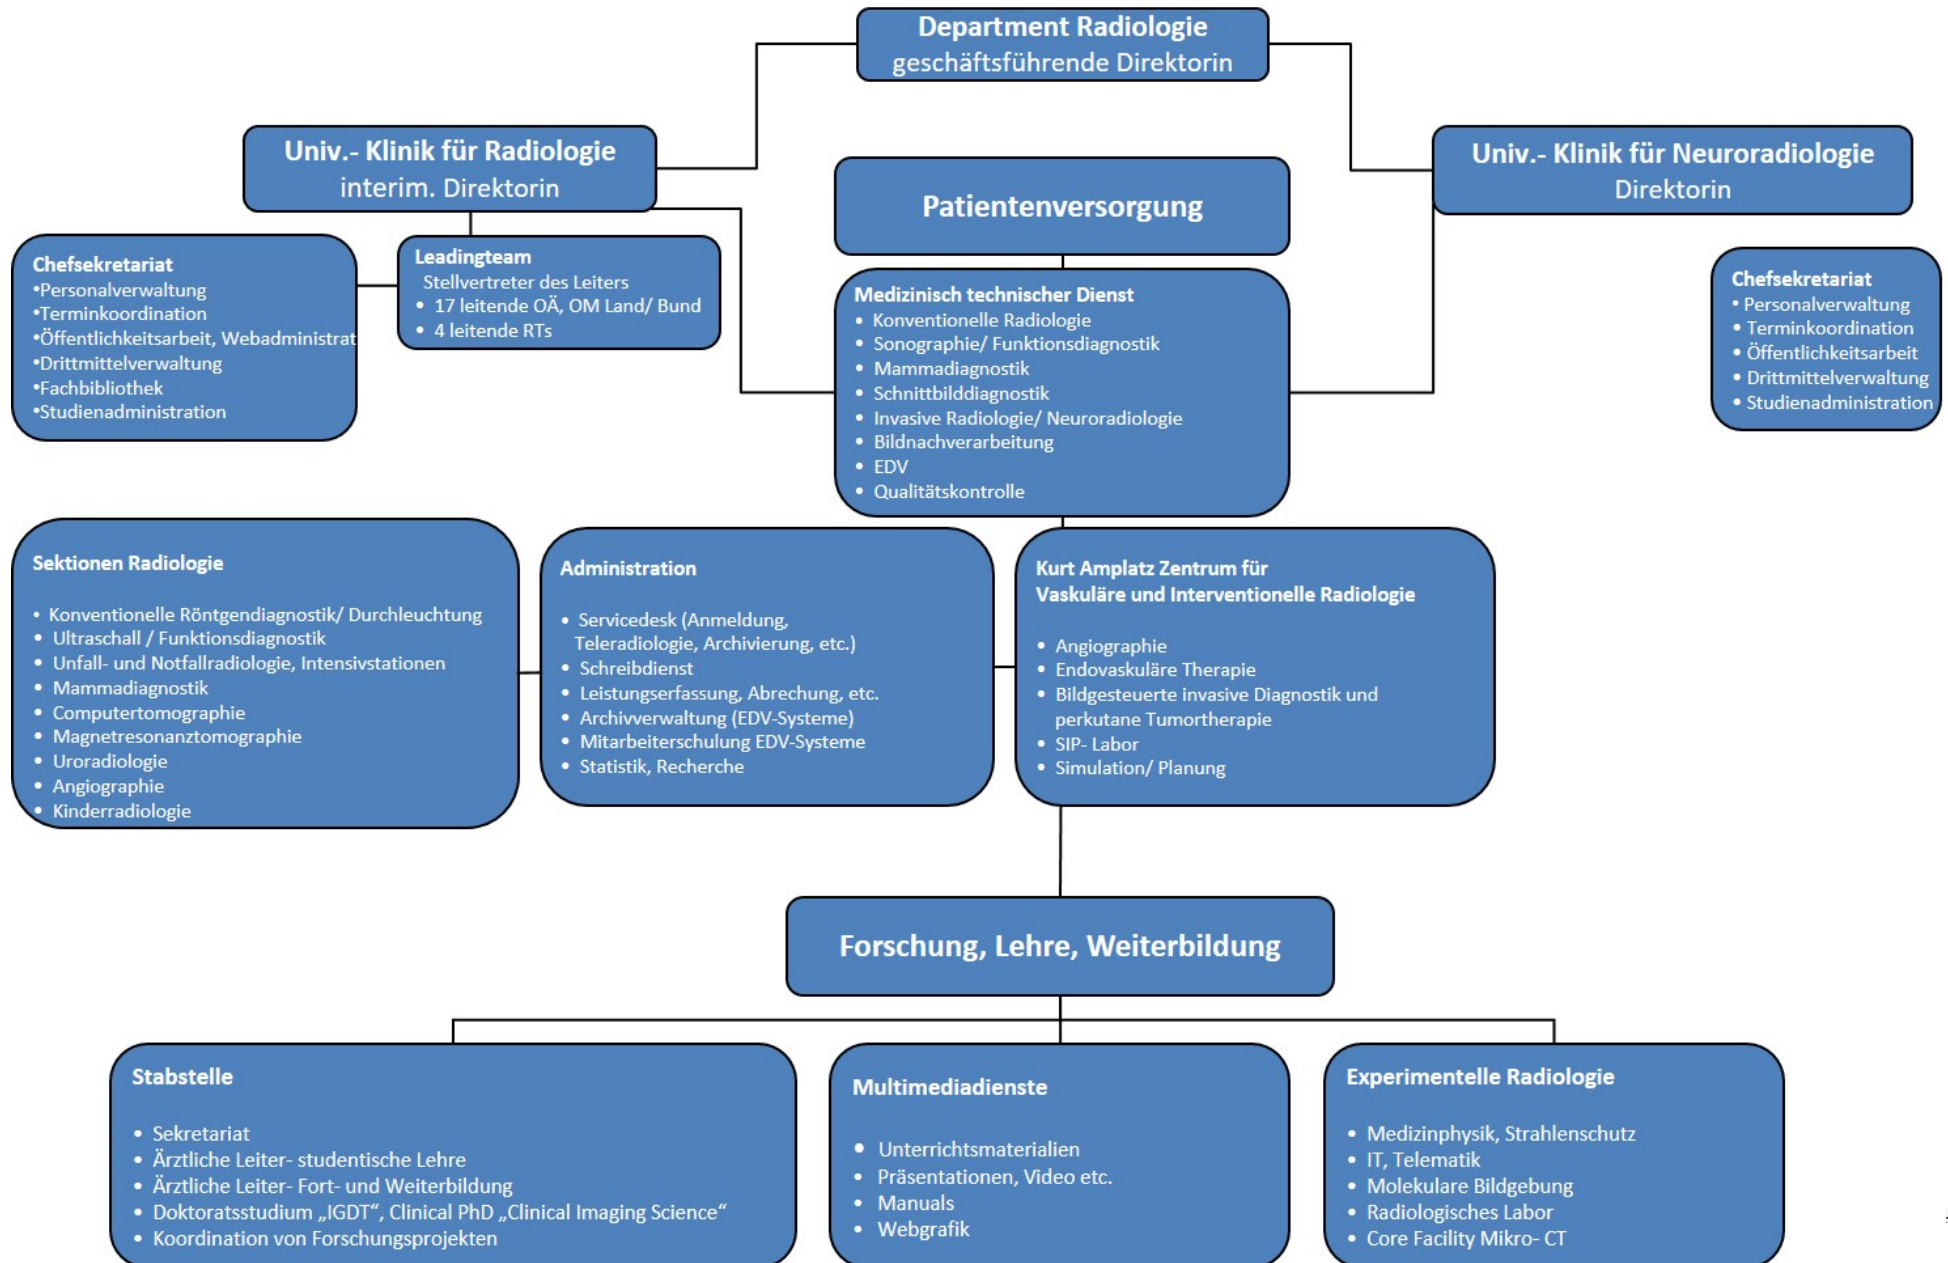 Department Radiologie
geschäftsführende Direktorin
Univ.- Klinik für Radiologie
interim. Direktorin
Univ.- Klinik für Neuroradiologie
Direktorin
Patientenversorgung
Chefsekretariat
•Personalverwaltung
•Terminkoordination
•Öffentlichkeitsarbeit, Webadministrat
•Drittmittelverwaltung
•Fachbibliothek
•Studienadministration
Leadingteam
Stellvertreter des Leiters
• 17 leitende OÄ, OM Land/ Bund
• 4 leitende RTs
Medizinisch technischer Dienst
• Konventionelle Radiologie
• Sonographie/ Funktionsdiagnostik
• Mammadiagnostik
• Schnittbilddiagnostik
• Invasive Radiologie/ Neuroradiologie
• Bildnachverarbeitung
• EDV
• Qualitätskontrolle
Chefsekretariat
• Personalverwaltung
• Terminkoordination
• Öffentlichkeitsarbeit
• Drittmittelverwaltung
• Studienadministration
Sektionen Radiologie
• Konventionelle Röntgendiagnostik/ Durchleuchtung
• Ultraschall / Funktionsdiagnostik
• Unfall- und Notfallradiologie, Intensivstationen
• Mammadiagnostik
• Computertomographie
• Magnetresonanztomographie
• Uroradiologie
• Angiographie
• Kinderradiologie
Administration
• Servicedesk (Anmeldung,
Teleradiologie, Archivierung, etc.)
• Schreibdienst
• Leistungserfassung, Abrechung, etc.
• Archivverwaltung (EDV-Systeme)
• Mitarbeiterschulung EDV-Systeme
• Statistik, Recherche
Kurt Amplatz Zentrum für
Vaskuläre und Interventionelle Radiologie
• Angiographie
• Endovaskuläre Therapie
• Bildgesteuerte invasive Diagnostik und
perkutane Tumortherapie
• SIP- Labor
• Simulation/ Planung
Forschung, Lehre, Weiterbildung
Stabstelle
• Sekretariat
• Ärztliche Leiter- studentische Lehre
• Ärztliche Leiter- Fort- und Weiterbildung
• Doktoratsstudium „IGDT“, Clinical PhD „Clinical Imaging Science“
• Koordination von Forschungsprojekten
Multimediadienste
• Unterrichtsmaterialien
• Präsentationen, Video etc.
• Manuals
• Webgrafik
Experimentelle Radiologie
• Medizinphysik, Strahlenschutz
• IT, Telematik
• Molekulare Bildgebung
• Radiologisches Labor
• Core Facility Mikro- CT